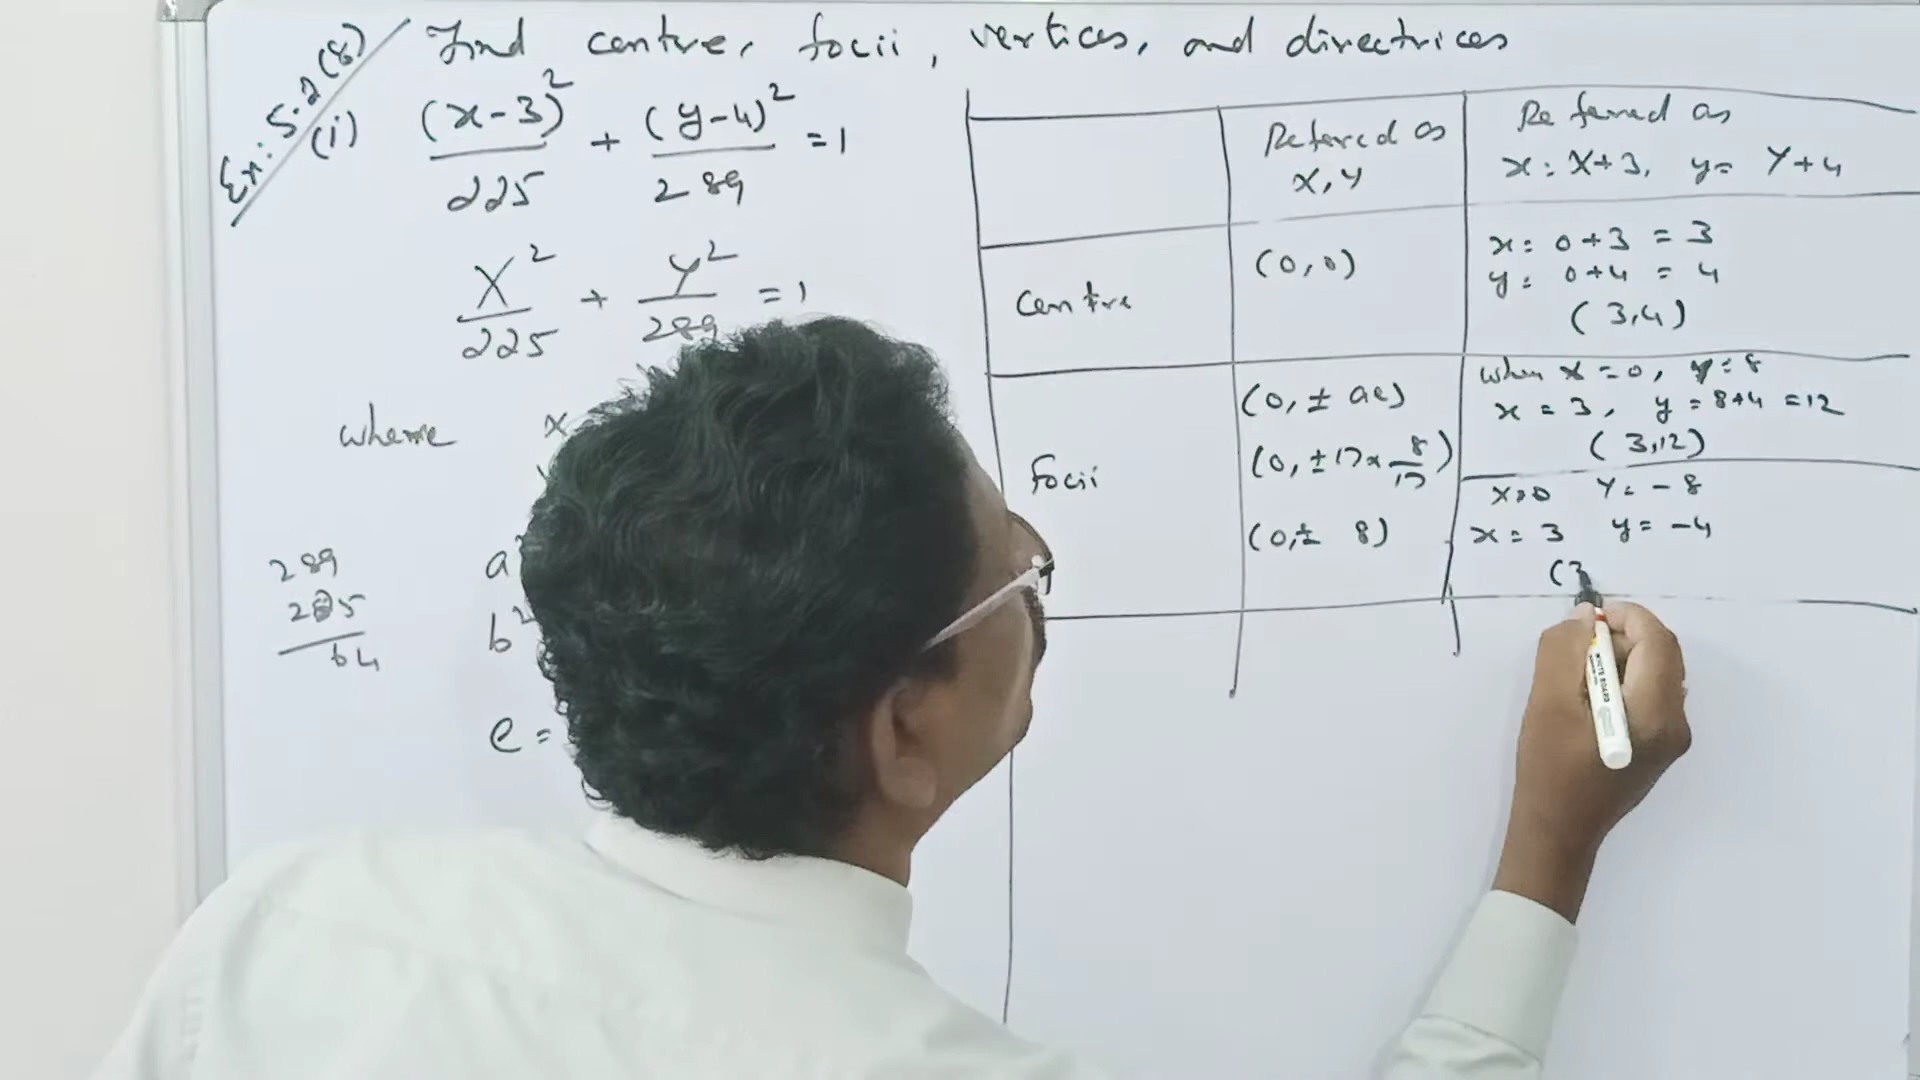 Ex: 5.2 (8)
Find centre, focii, vertices, and directrices
(i) (x-3)²/225 + (y-4)²/289 = 1
X²/225 + Y²/289 = 1
where x
289
225
64
a²
b²
e =
Refered as
X, Y
Referred as
x = X+3, y = Y+4
Centre
(0,0)
x = 0+3 = 3
y = 0+4 = 4
(3,4)
Focii
(0, ± ae)
(0, ±17 × 8/17)
(0, ± 8)
when X = 0, Y = 8
x = 3, y = 8+4 = 12
(3,12)
X=0 Y = -8
x = 3 y = -4
(3
WHITE BOARD